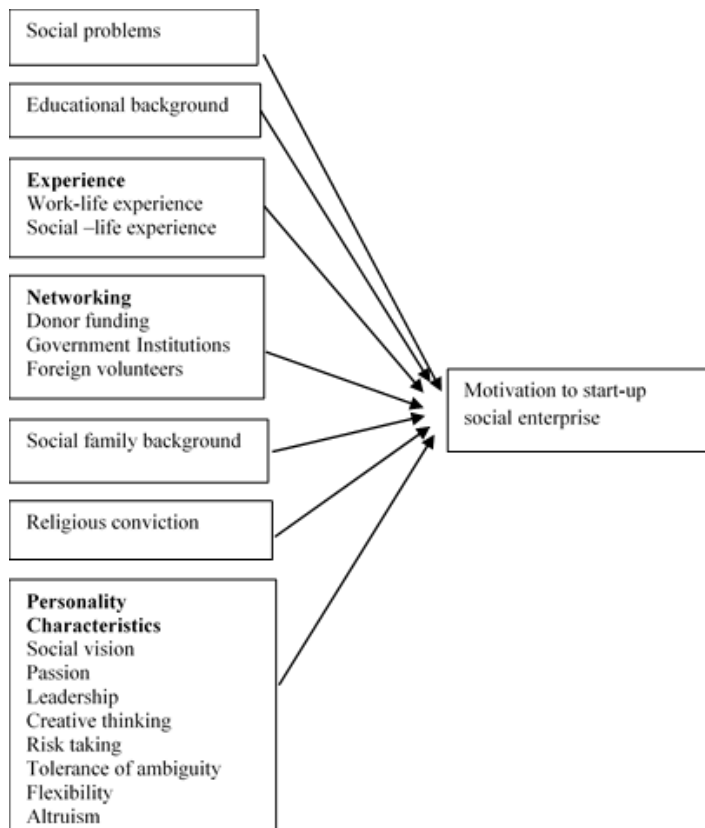 Social problems
Educational background
Experience
Work-life experience
Social –life experience
Networking
Donor funding
Government Institutions
Foreign volunteers
Motivation to start-up
social enterprise
Social family background
Religious conviction
Personality
Characteristics
Social vision
Passion
Leadership
Creative thinking
Risk taking
Tolerance of ambiguity
Flexibility
Altruism